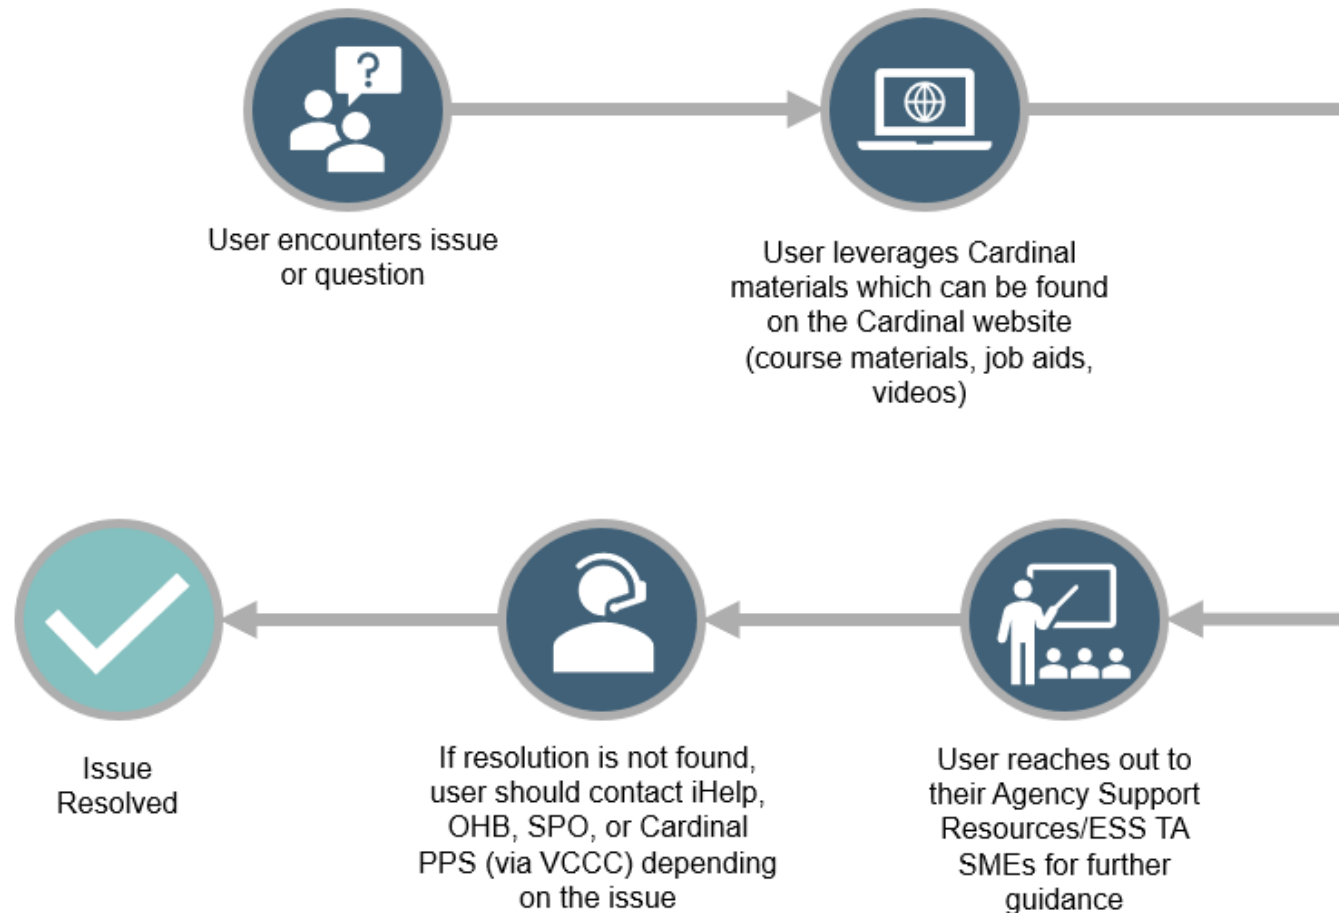 ?
User encounters issue
or question
User leverages Cardinal
materials which can be found
on the Cardinal website
(course materials, job aids,
videos)
User reaches out to
their Agency Support
Resources/ESS TA
SMEs for further
guidance
If resolution is not found,
user should contact iHelp,
OHB, SPO, or Cardinal
PPS (via VCCC) depending
on the issue
Issue
Resolved